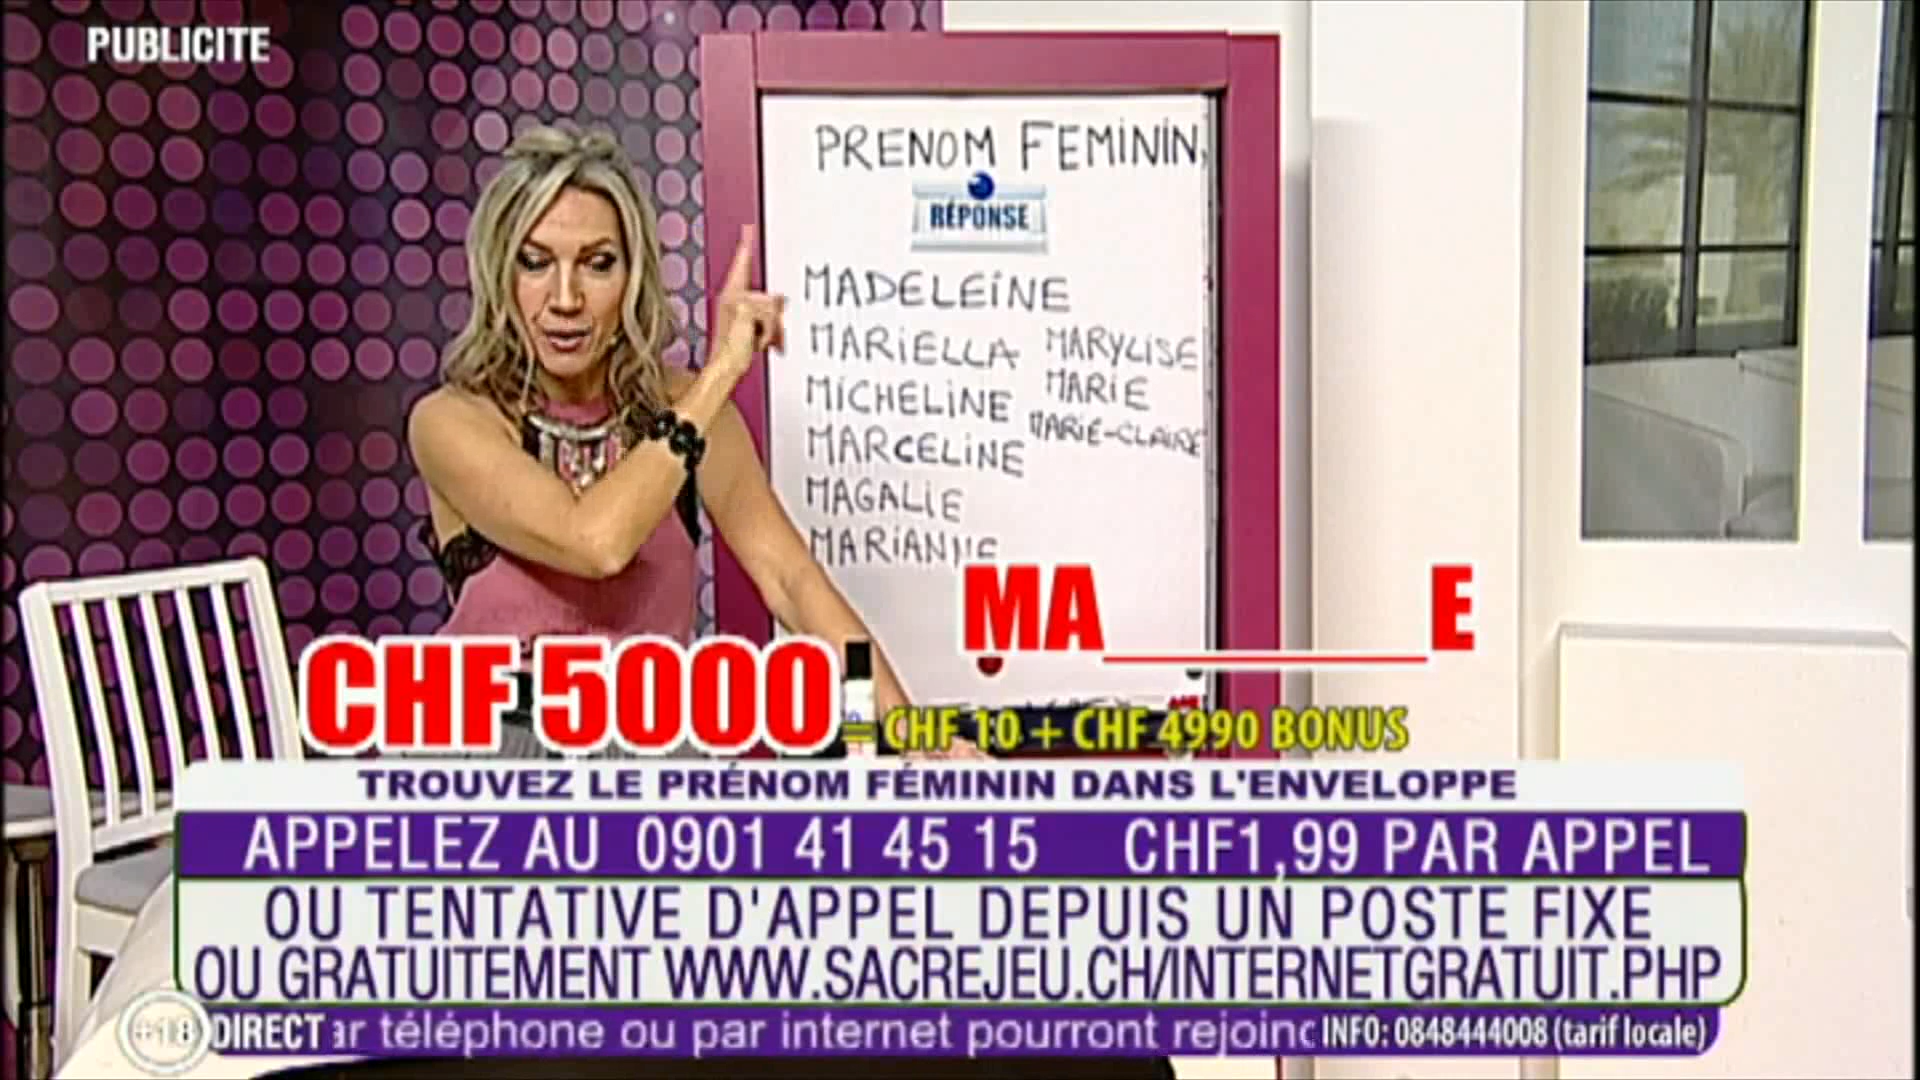 PUBLICITE
PRENOM FEMININ
RÉPONSE
MADELEINE
MARIELLA MARYLISE
MICHELINE MARIE
MARCELINE MARIE-CLAIRE
MAGALIE
MARIANNE
MA_______E
CHF 5000 = CHF 10 + CHF 4990 BONUS
TROUVEZ LE PRÉNOM FÉMININ DANS L'ENVELOPPE
APPELEZ AU 0901 41 45 15 CHF1,99 PAR APPEL
OU TENTATIVE D'APPEL DEPUIS UN POSTE FIXE
OU GRATUITEMENT WWW.SACREJEU.CH/INTERNETGRATUIT.PHP
+18 DIRECT ar téléphone ou par internet pourront rejoinc INFO: 0848444008 (tarif locale)